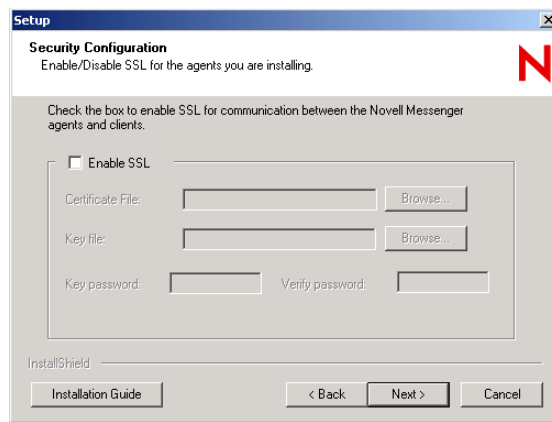 Setup
Security Configuration
Enable/Disable SSL for the agents you are installing.
N
Check the box to enable SSL for communication between the Novell Messenger
agents and clients.
Enable SSL
Certificate File:
Browse...
Key file:
Browse...
Key password:
Verify password:
InstallShield
Installation Guide
< Back
Next >
Cancel